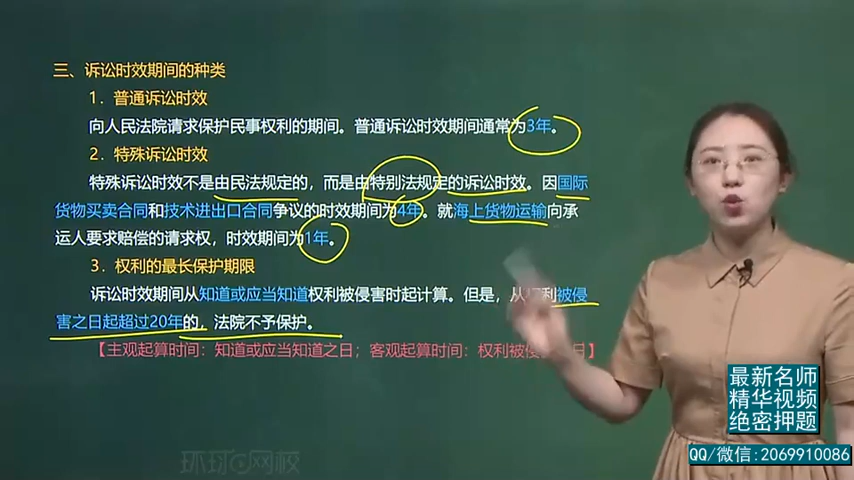 三、诉讼时效期间的种类
1．普通诉讼时效
向人民法院请求保护民事权利的期间。普通诉讼时效期间通常为3年。
2．特殊诉讼时效
特殊诉讼时效不是由民法规定的，而是由特别法规定的诉讼时效。因国际
货物买卖合同和技术进出口合同争议的时效期间为4年。就海上货物运输向承
运人要求赔偿的请求权，时效期间为1年。
3．权利的最长保护期限
诉讼时效期间从知道或应当知道权利被侵害时起计算。但是，从权利被侵
害之日起超过20年的，法院不予保护。
【主观起算时间：知道或应当知道之日；客观起算时间：权利被侵 日】
最新名师
精华视频
绝密押题
QQ/微信:2069910086
环球网校